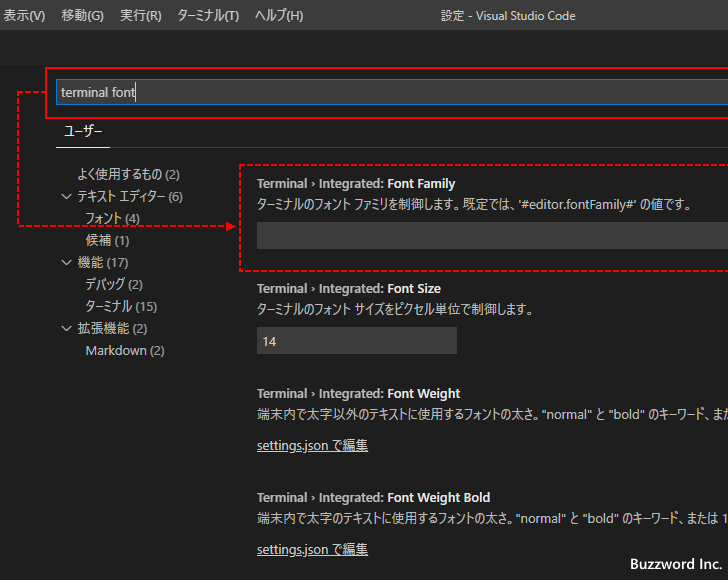 表示(V) 移動(G) 実行(R) ターミナル(T) ヘルプ(H) 設定 - Visual Studio Code
terminal font
ユーザー
よく使用するもの (2)
テキスト エディター (6)
フォント (4)
候補 (1)
機能 (17)
デバッグ (2)
ターミナル (15)
拡張機能 (2)
Markdown (2)
Terminal › Integrated: Font Family
ターミナルのフォント ファミリを制御します。既定では、'#editor.fontFamily#' の値です。
Terminal › Integrated: Font Size
ターミナルのフォント サイズをピクセル単位で制御します。
14
Terminal › Integrated: Font Weight
端末内で太字以外のテキストに使用するフォントの太さ。"normal" と "bold" のキーワード、また
settings.json で編集
Terminal › Integrated: Font Weight Bold
端末内で太字のテキストに使用するフォントの太さ。"normal" と "bold" のキーワード、または 1
settings.json で編集
Buzzword Inc.